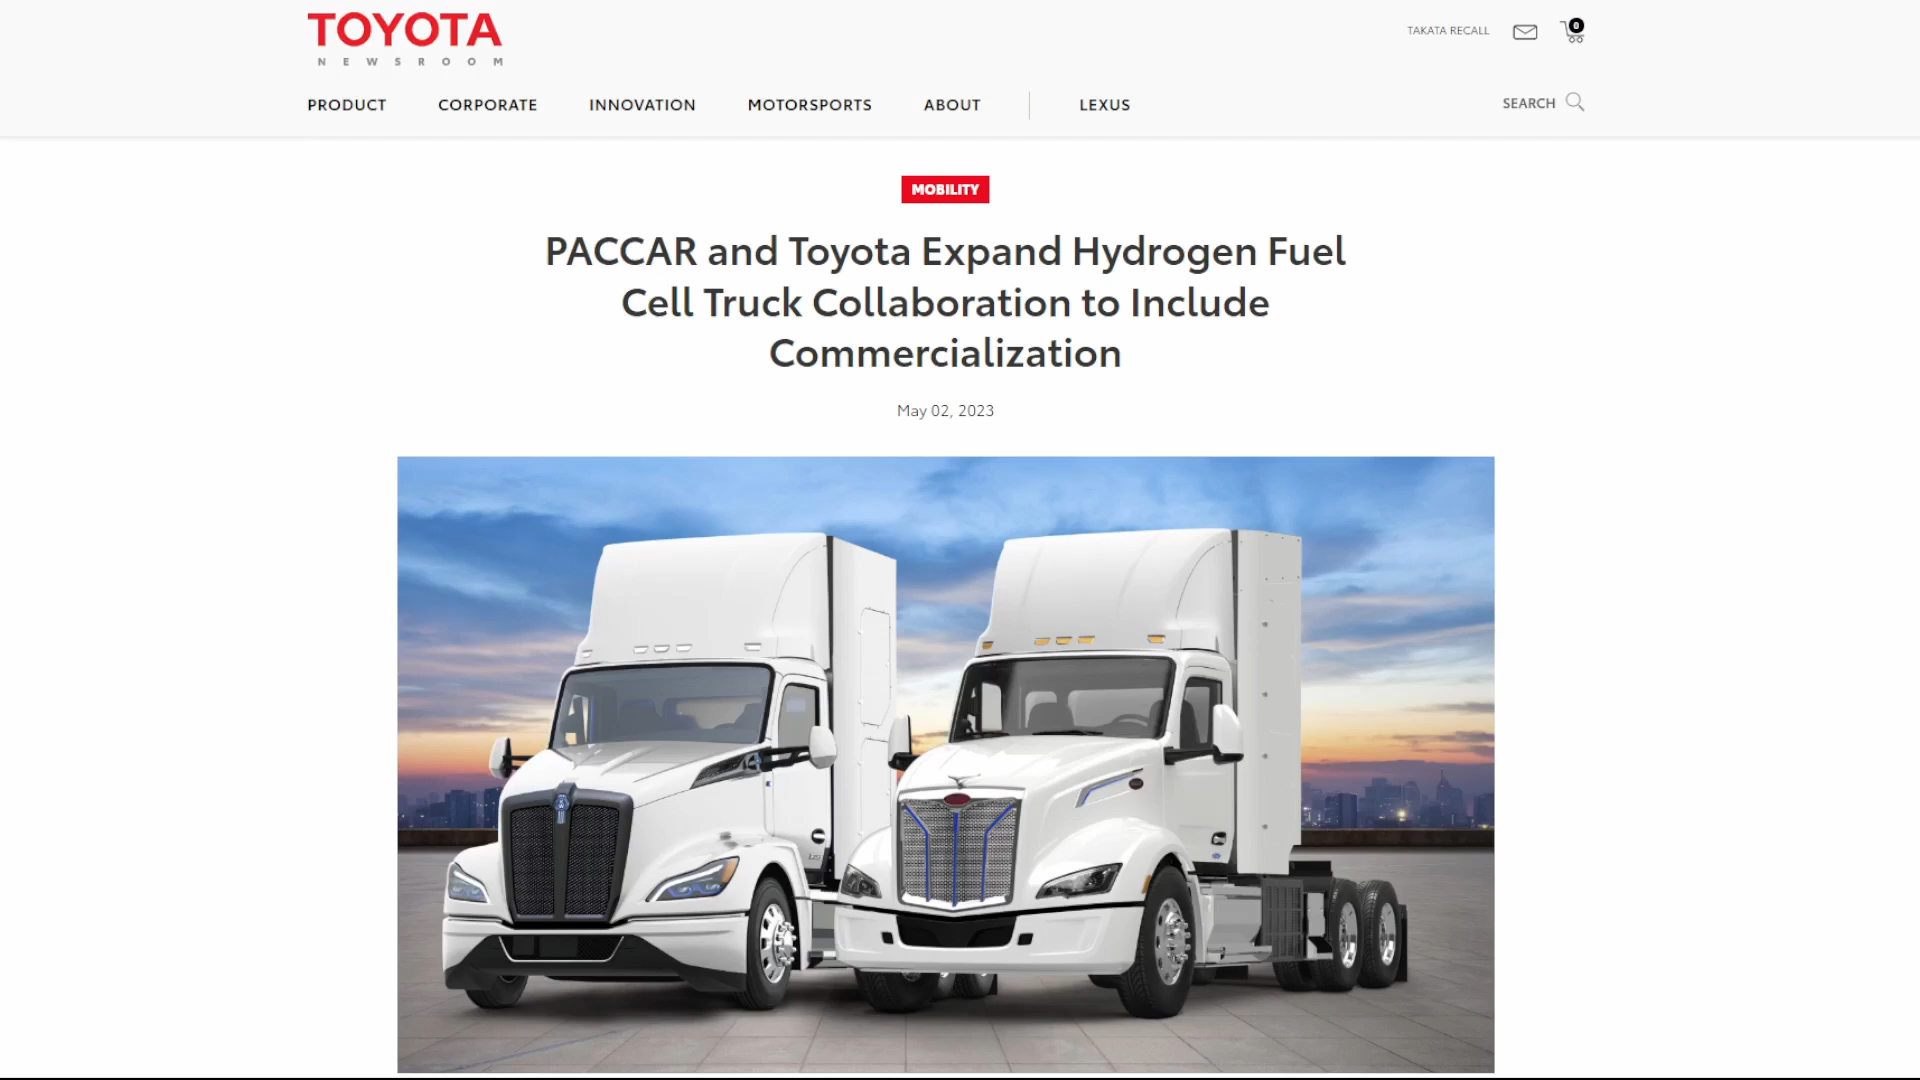 TOYOTA
NEWSROOM
TAKATA RECALL
0
PRODUCT CORPORATE INNOVATION MOTORSPORTS ABOUT LEXUS
SEARCH
MOBILITY
PACCAR and Toyota Expand Hydrogen Fuel
Cell Truck Collaboration to Include
Commercialization
May 02, 2023